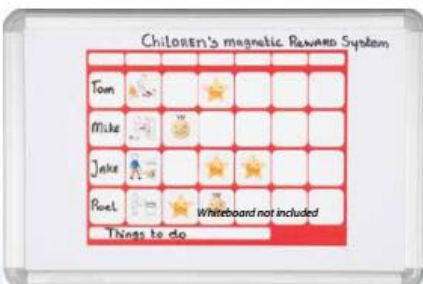 Children's magnetic Reward System
Tom
Mike
Jake
Roel
Whiteboard not included
Things to do